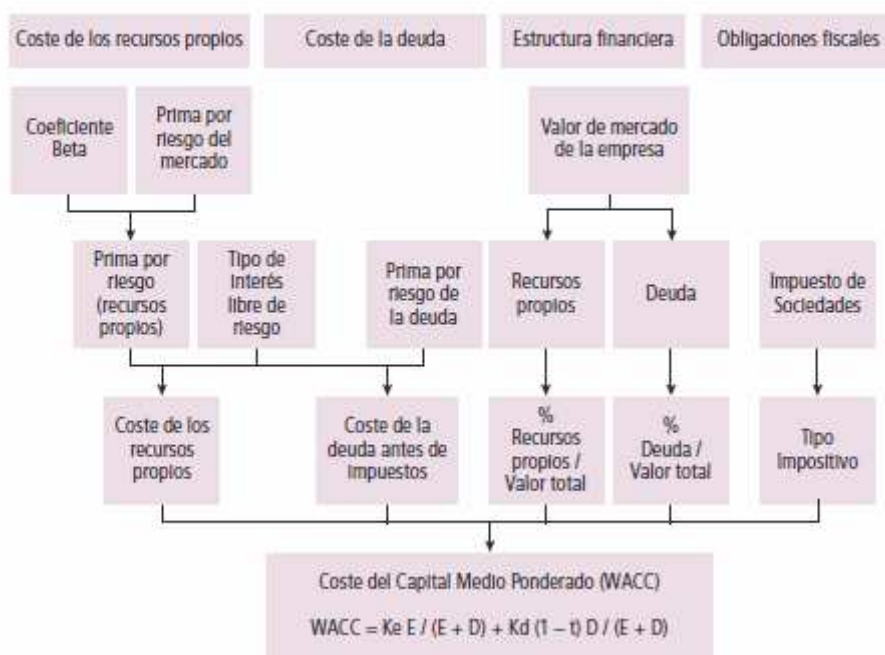 Coste de los recursos propios
Coste de la deuda
Estructura financiera
Obligaciones fiscales
Coeficiente
Beta
Prima por
riesgo del
mercado
Valor de mercado
de la empresa
Prima por
riesgo
(recursos
propios)
Tipo de
interés
libre de
riesgo
Prima por
riesgo de
la deuda
Recursos
propios
Deuda
Impuesto de
Sociedades
Coste de los
recursos
propios
Coste de la
deuda antes de
impuestos
%
Recursos
propios /
Valor total
%
Deuda /
Valor total
Tipo
impositivo
Coste del Capital Medio Ponderado (WACC)
WACC = Ke E / (E + D) + Kd (1 – t) D / (E + D)